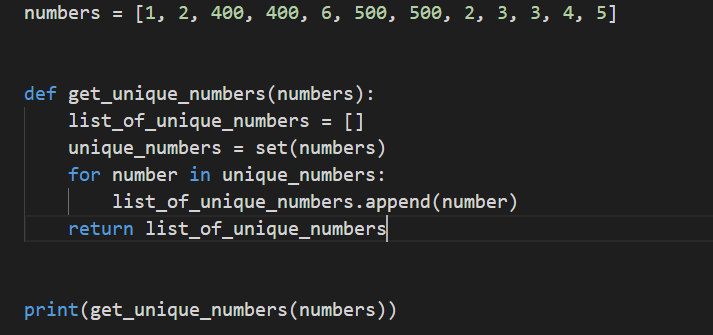 numbers = [1, 2, 400, 400, 6, 500, 500, 2, 3, 3, 4, 5]
def get_unique_numbers(numbers):
    list_of_unique_numbers = []
    unique_numbers = set(numbers)
    for number in unique_numbers:
        list_of_unique_numbers.append(number)
    return list_of_unique_numbers
print(get_unique_numbers(numbers))